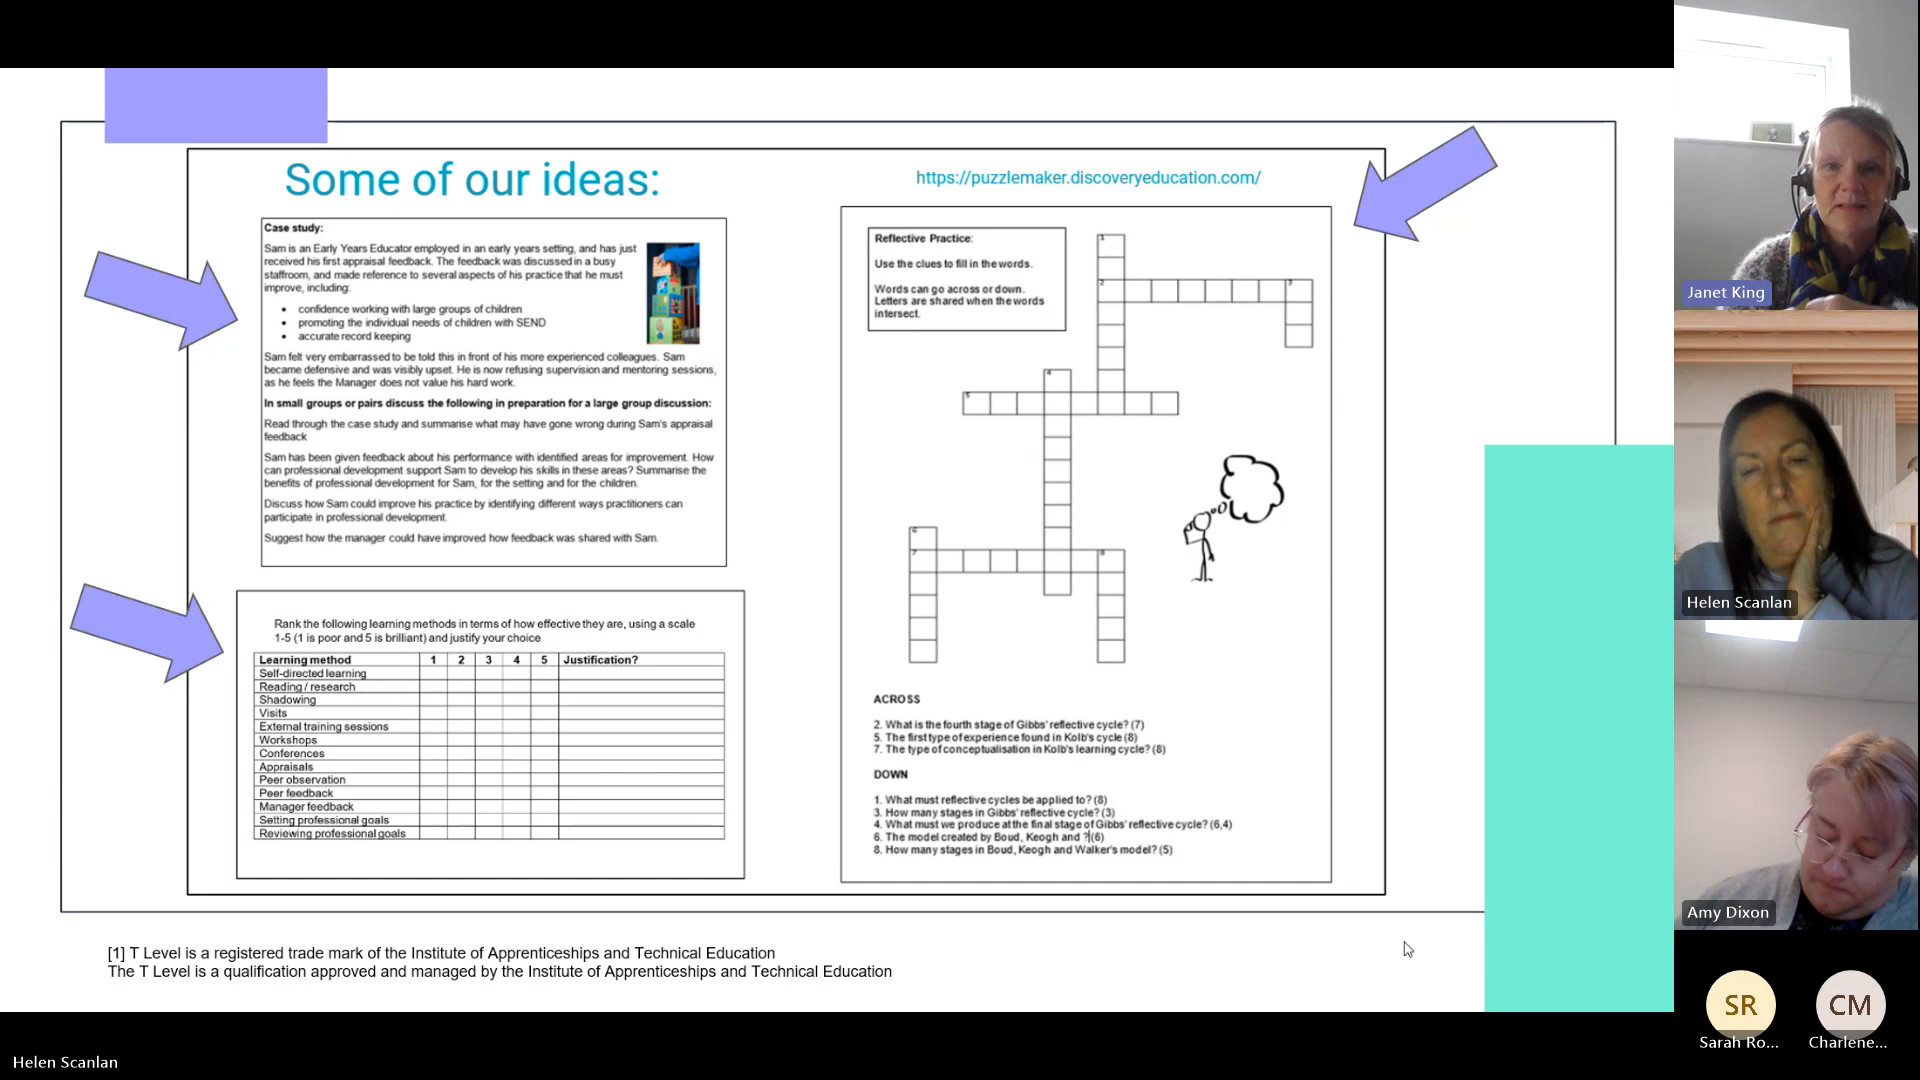 Some of our ideas:
Case study:
Sam is an Early Years Educator employed in an early years setting, and has just
received his first appraisal feedback. The feedback was discussed in a busy
staffroom, and made reference to several aspects of his practice that he must
improve, including:
• confidence working with large groups of children
• promoting the individual needs of children with SEND
• accurate record keeping
Sam felt very embarrassed to be told this in front of his more experienced colleagues. Sam
became defensive and was visibly upset. He is now refusing supervision and mentoring sessions,
as he feels the Manager does not value his hard work.
In small groups or pairs discuss the following in preparation for a large group discussion:
Read through the case study and summarise what may have gone wrong during Sam's appraisal
feedback
Sam has been given feedback about his performance with identified areas for improvement. How
can professional development support Sam to develop his skills in these areas? Summarise the
benefits of professional development for Sam, for the setting and for the children.
Discuss how Sam could improve his practice by identifying different ways practitioners can
participate in professional development.
Suggest how the manager could have improved how feedback was shared with Sam.
Rank the following learning methods in terms of how effective they are, using a scale
1-5 (1 is poor and 5 is brilliant) and justify your choice
Learning method 1 2 3 4 5 Justification?
Self-directed learning
Reading / research
Shadowing
Visits
External training sessions
Workshops
Conferences
Appraisals
Peer observation
Peer feedback
Manager feedback
Setting professional goals
Reviewing professional goals
https://puzzlemaker.discoveryeducation.com/
Reflective Practice:
Use the clues to fill in the words.
Words can go across or down.
Letters are shared when the words
intersect.
1
2 3
4
5
6
7 8
ACROSS
2. What is the fourth stage of Gibbs' reflective cycle? (7)
5. The first type of experience found in Kolb's cycle (8)
7. The type of conceptualisation in Kolb's learning cycle? (8)
DOWN
1. What must reflective cycles be applied to? (8)
3. How many stages in Gibbs' reflective cycle? (3)
4. What must we produce at the final stage of Gibbs' reflective cycle? (6,4)
6. The model created by Boud, Keogh and ?(6)
8. How many stages in Boud, Keogh and Walker's model? (5)
[1] T Level is a registered trade mark of the Institute of Apprenticeships and Technical Education
The T Level is a qualification approved and managed by the Institute of Apprenticeships and Technical Education
Helen Scanlan
Janet King
Helen Scanlan
Amy Dixon
SR
CM
Sarah Ro...
Charlene...